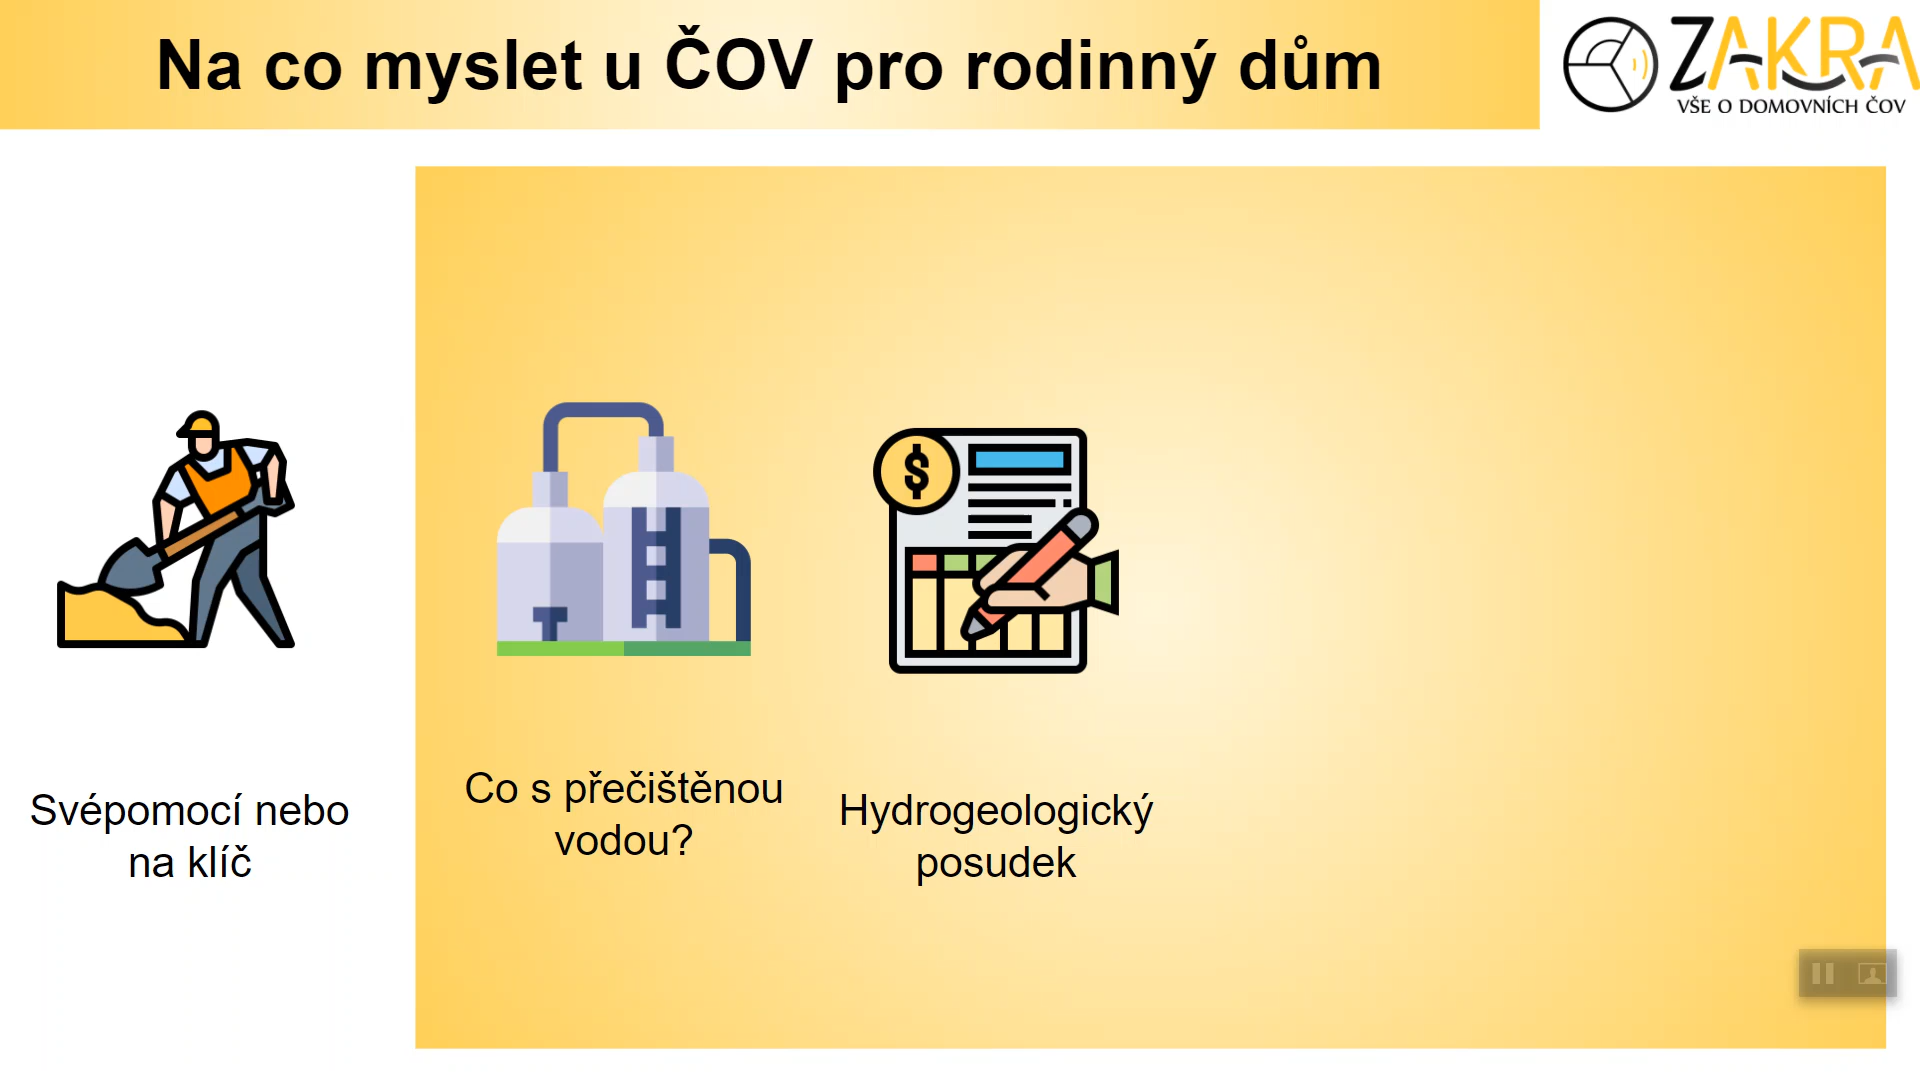 Na co myslet u ČOV pro rodinný dům
ZAKRA
VŠE O DOMOVNÍCH ČOV
$
Svépomocí nebo
na klíč
Co s přečištěnou
vodou?
Hydrogeologický
posudek